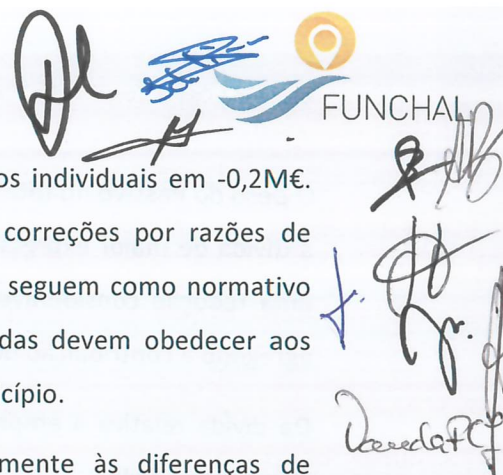 FUNCHAL
os individuais em -0,2M€.
correções por razões de
seguem como normativo
das devem obedecer aos
cípio.
mente às diferenças de